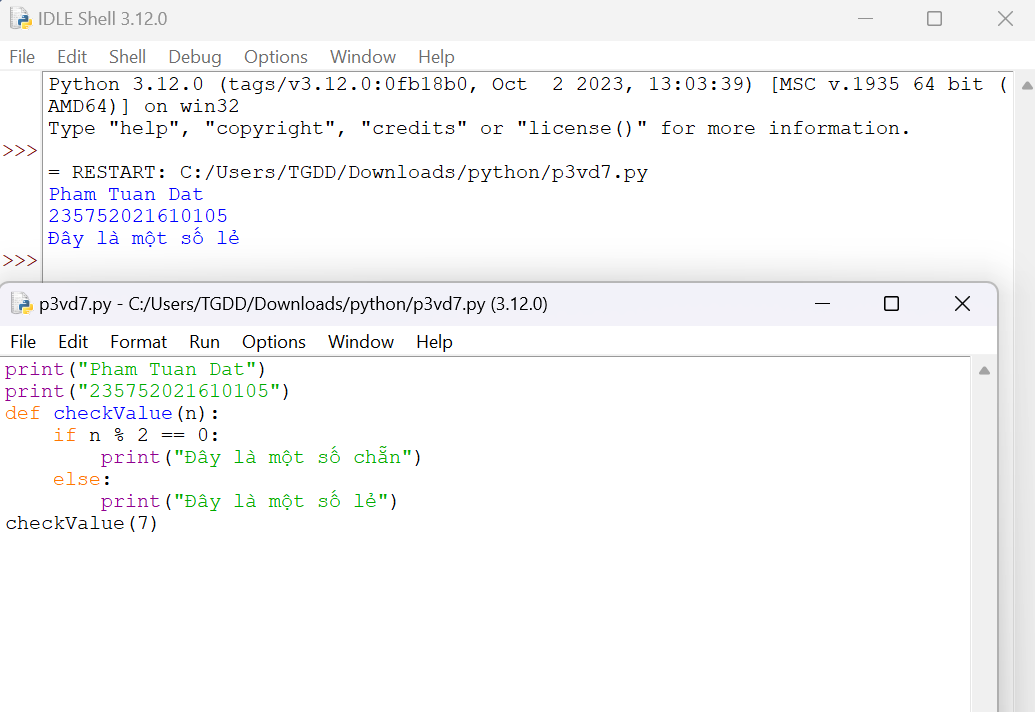 IDLE Shell 3.12.0
File Edit Shell Debug Options Window Help
Python 3.12.0 (tags/v3.12.0:0fb18b0, Oct  2 2023, 13:03:39) [MSC v.1935 64 bit (
AMD64)] on win32
Type "help", "copyright", "credits" or "license()" for more information.
>>>
= RESTART: C:/Users/TGDD/Downloads/python/p3vd7.py
Pham Tuan Dat
235752021610105
Đây là một số lẻ
>>>
p3vd7.py - C:/Users/TGDD/Downloads/python/p3vd7.py (3.12.0)
File Edit Format Run Options Window Help
print("Pham Tuan Dat")
print("235752021610105")
def checkValue(n):
    if n % 2 == 0:
        print("Đây là một số chẵn")
    else:
        print("Đây là một số lẻ")
checkValue(7)